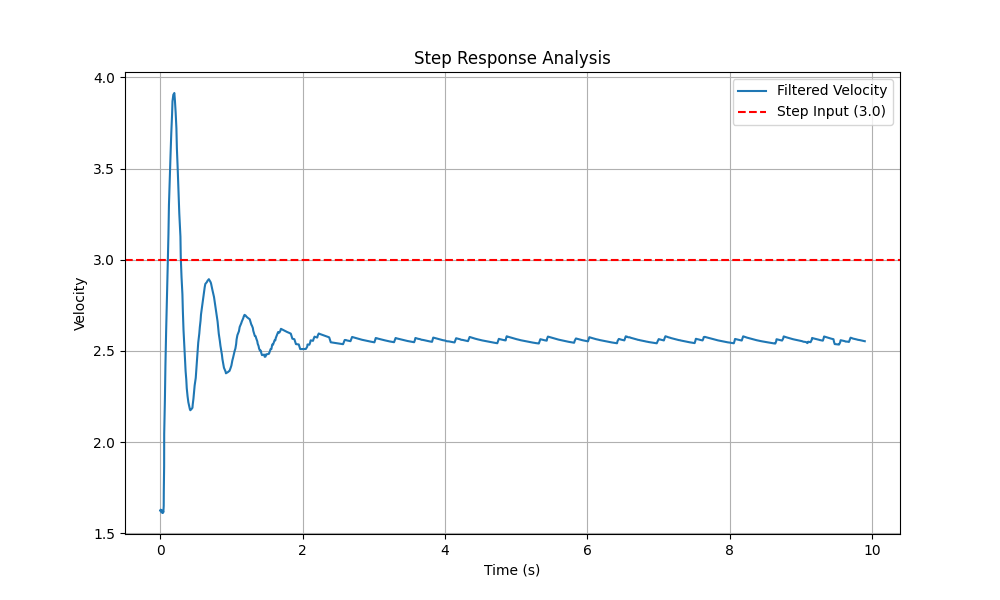 Step Response Analysis
Filtered Velocity
Step Input (3.0)
4.0
3.5
3.0
2.5
2.0
1.5
Velocity
0
2
4
6
8
10
Time (s)